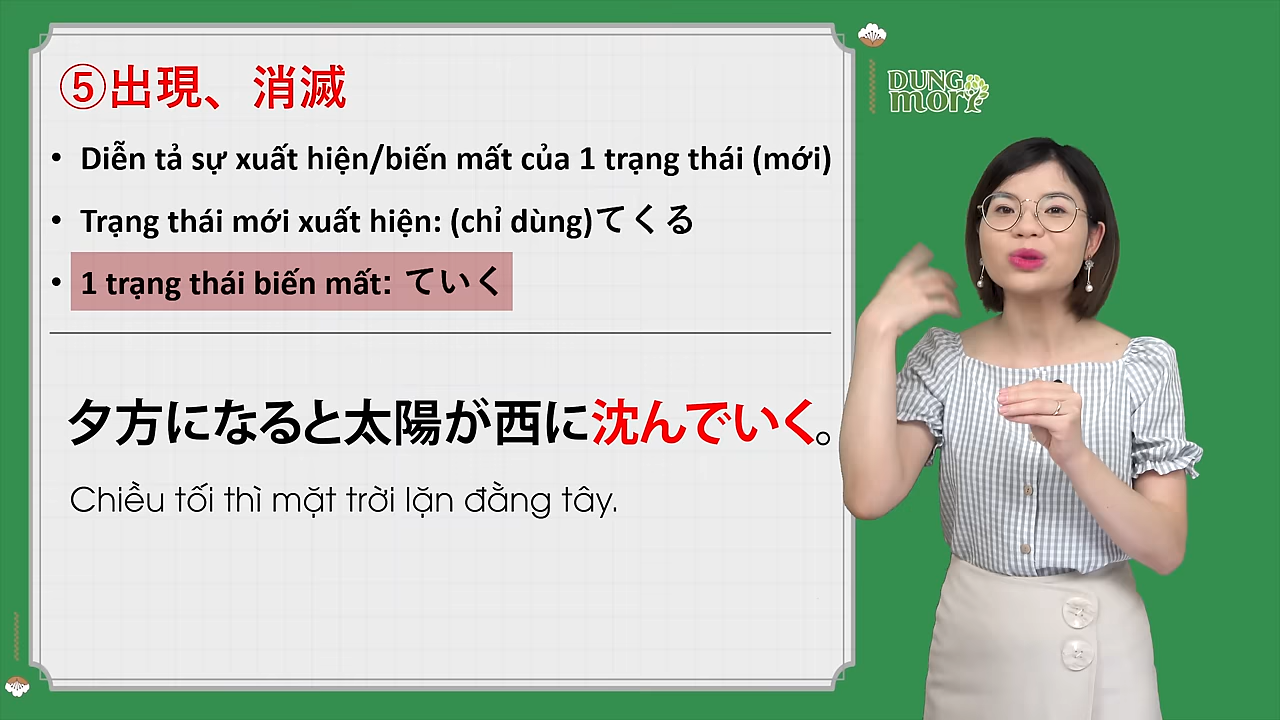 ⑤出現、消滅
• Diễn tả sự xuất hiện/biến mất của 1 trạng thái (mới)
• Trạng thái mới xuất hiện: (chỉ dùng)てくる
• 1 trạng thái biến mất: ていく
夕方になると太陽が西に沈んでいく。
Chiều tối thì mặt trời lặn đằng tây.
DUNG
mori